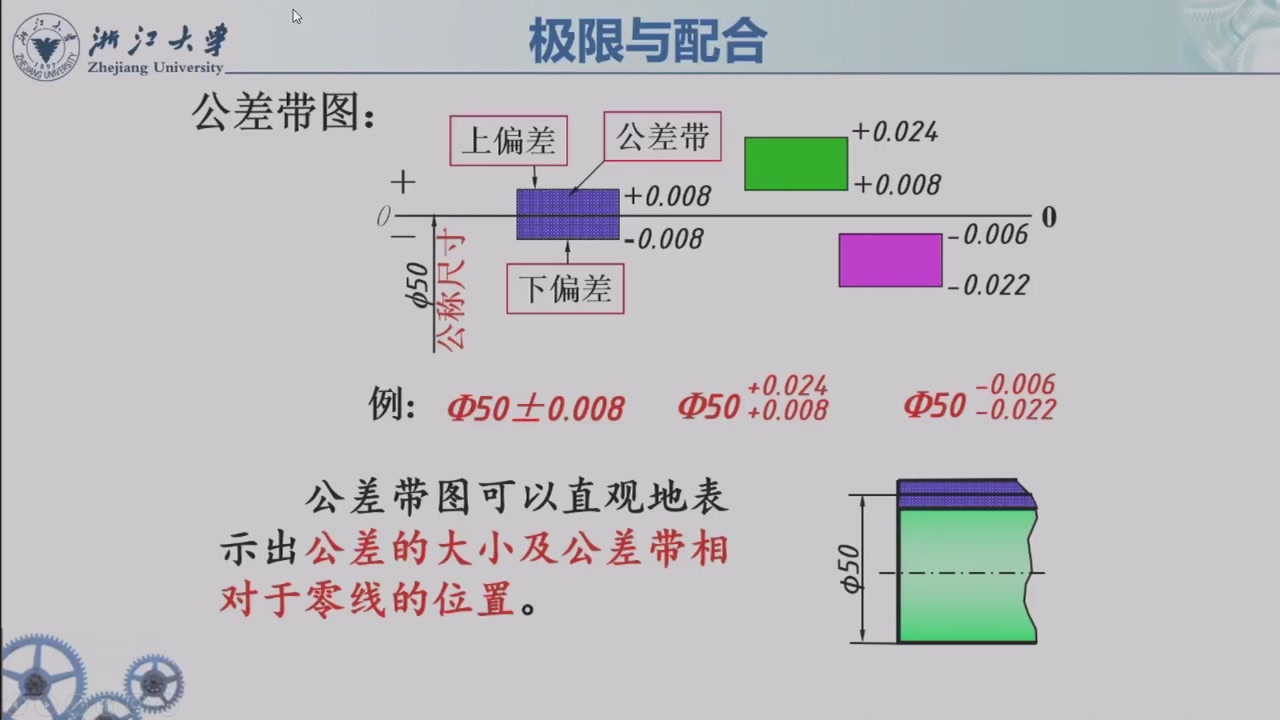 浙江大学
Zhejiang University
极限与配合
公差带图：
上偏差
公差带
+0.024
+0.008
+
0
−
+0.008
-0.008
0
-0.006
-0.022
下偏差
ϕ50
公称尺寸
例：
Φ50±0.008
Φ50 +0.024
+0.008
Φ50 -0.006
-0.022
公差带图可以直观地表
示出公差的大小及公差带相
对于零线的位置。
ϕ50